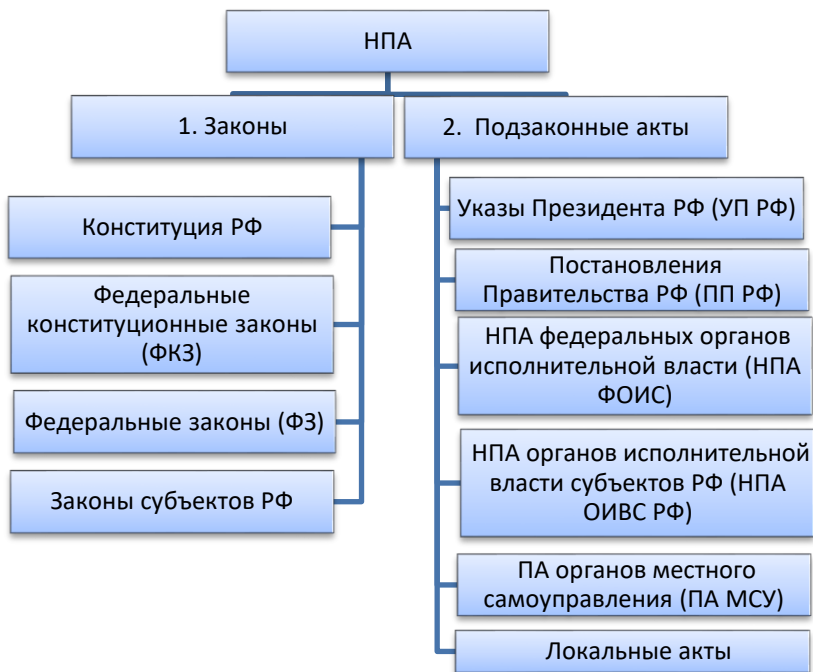 НПА
1. Законы
2. Подзаконные акты
Конституция РФ
Федеральные
конституционные законы
(ФКЗ)
Федеральные законы (ФЗ)
Законы субъектов РФ
Указы Президента РФ (УП РФ)
Постановления
Правительства РФ (ПП РФ)
НПА федеральных органов
исполнительной власти (НПА
ФОИС)
НПА органов исполнительной
власти субъектов РФ (НПА
ОИВС РФ)
ПА органов местного
самоуправления (ПА МСУ)
Локальные акты